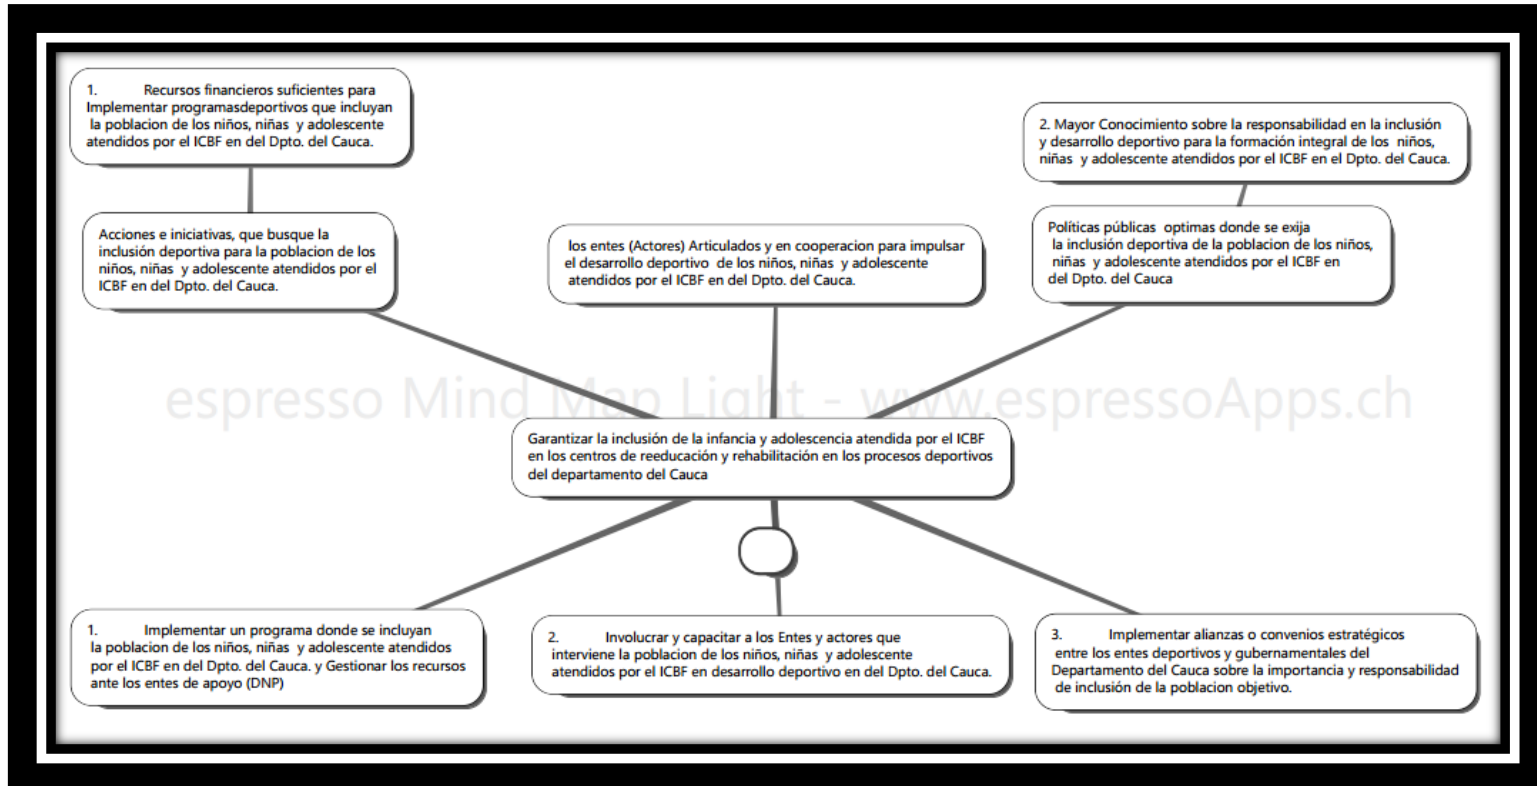 1. Recursos financieros suficientes para
Implementar programasdeportivos que incluyan
la poblacion de los niños, niñas y adolescente
atendidos por el ICBF en del Dpto. del Cauca.
2. Mayor Conocimiento sobre la responsabilidad en la inclusión
y desarrollo deportivo para la formación integral de los niños,
niñas y adolescente atendidos por el ICBF en el Dpto. del Cauca.
Acciones e iniciativas, que busque la
inclusión deportiva para la poblacion de los
niños, niñas y adolescente atendidos por el
ICBF en del Dpto. del Cauca.
los entes (Actores) Articulados y en cooperacion para impulsar
el desarrollo deportivo de los niños, niñas y adolescente
atendidos por el ICBF en del Dpto. del Cauca.
Políticas públicas optimas donde se exija
la inclusión deportiva de la poblacion de los niños,
niñas y adolescente atendidos por el ICBF en
del Dpto. del Cauca
espresso Mind Map Light - www.espressoApps.ch
Garantizar la inclusión de la infancia y adolescencia atendida por el ICBF
en los centros de reeducación y rehabilitación en los procesos deportivos
del departamento del Cauca
1. Implementar un programa donde se incluyan
la poblacion de los niños, niñas y adolescente atendidos
por el ICBF en del Dpto. del Cauca. y Gestionar los recursos
ante los entes de apoyo (DNP)
2. Involucrar y capacitar a los Entes y actores que
interviene la poblacion de los niños, niñas y adolescente
atendidos por el ICBF en desarrollo deportivo en del Dpto. del Cauca.
3. Implementar alianzas o convenios estratégicos
entre los entes deportivos y gubernamentales del
Departamento del Cauca sobre la importancia y responsabilidad
de inclusión de la poblacion objetivo.